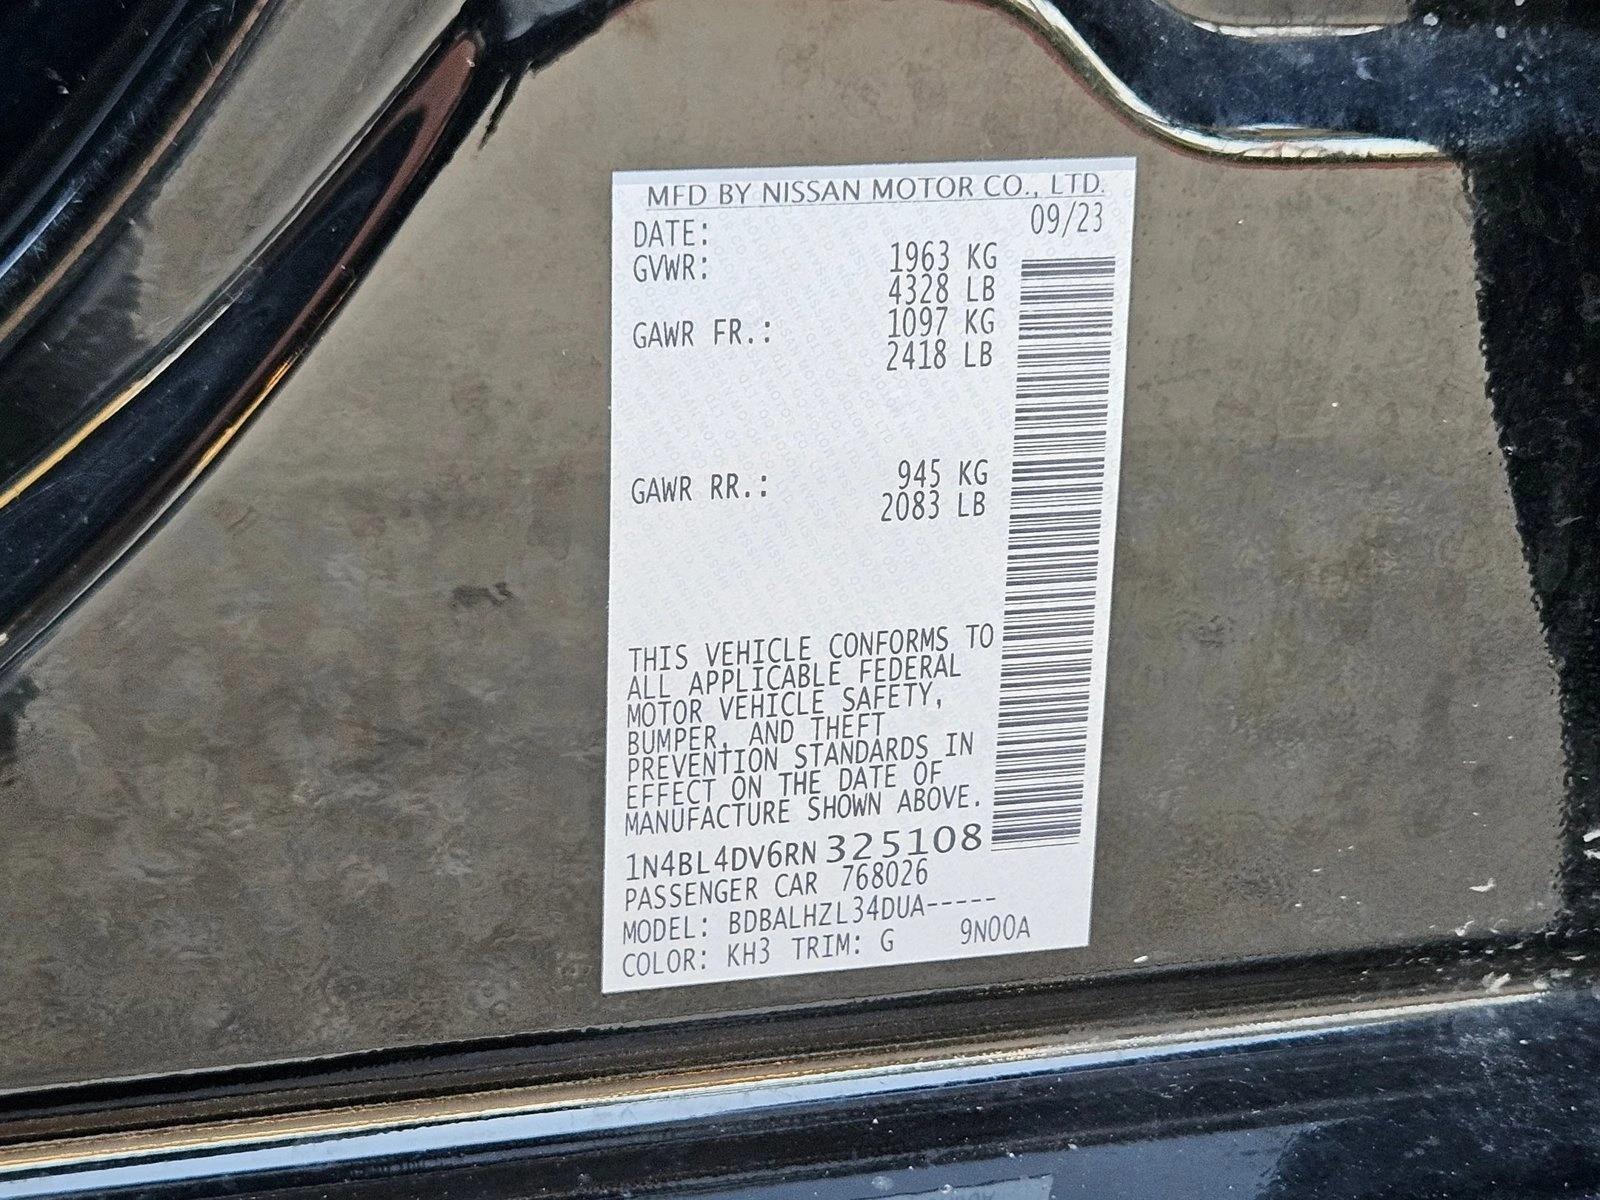 MFD BY NISSAN MOTOR CO., LTD.
DATE: 09/23
GVWR: 1963 KG
4328 LB
GAWR FR.: 1097 KG
2418 LB
GAWR RR.: 945 KG
2083 LB
THIS VEHICLE CONFORMS TO
ALL APPLICABLE FEDERAL
MOTOR VEHICLE SAFETY,
BUMPER, AND THEFT
PREVENTION STANDARDS IN
EFFECT ON THE DATE OF
MANUFACTURE SHOWN ABOVE.
1N4BL4DV6RN325108
PASSENGER CAR 768026
MODEL: BDBALHZL34DUA-----
COLOR: KH3 TRIM: G 9N00A